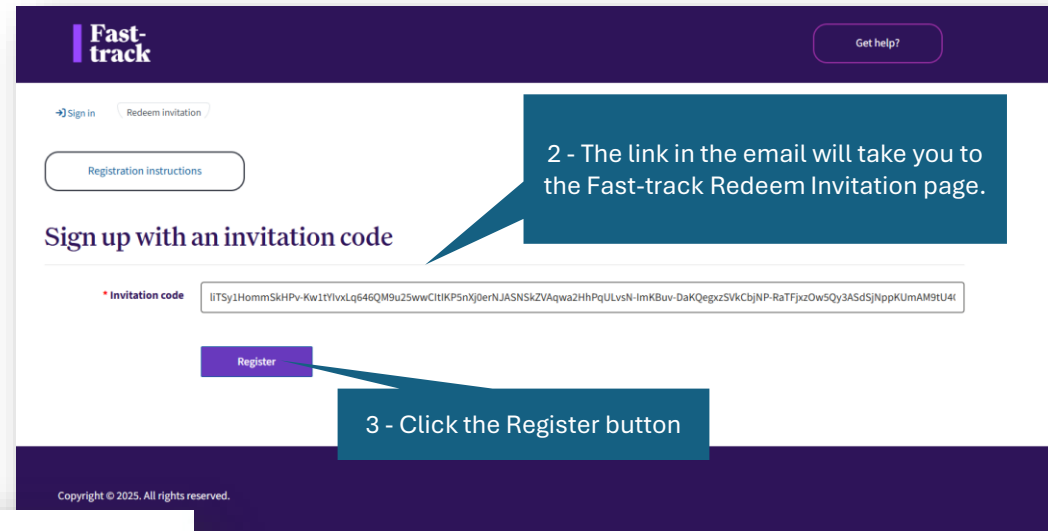 Fast-
track
Get help?
Sign in
Redeem invitation
2 - The link in the email will take you to
the Fast-track Redeem Invitation page.
Registration instructions
Sign up with an invitation code
* Invitation code
liTSy1HommSkHPv-Kw1tYlvxLq646QM9u25wwCItIKP5nXj0erNJASNSkZVAqwa2HhPqULvsN-ImKBuv-DaKQegxzSVkCbjNP-RaTFjxzOw5Qy3ASdSjNppKUmAM9tU4(
Register
3 - Click the Register button
Copyright © 2025. All rights reserved.